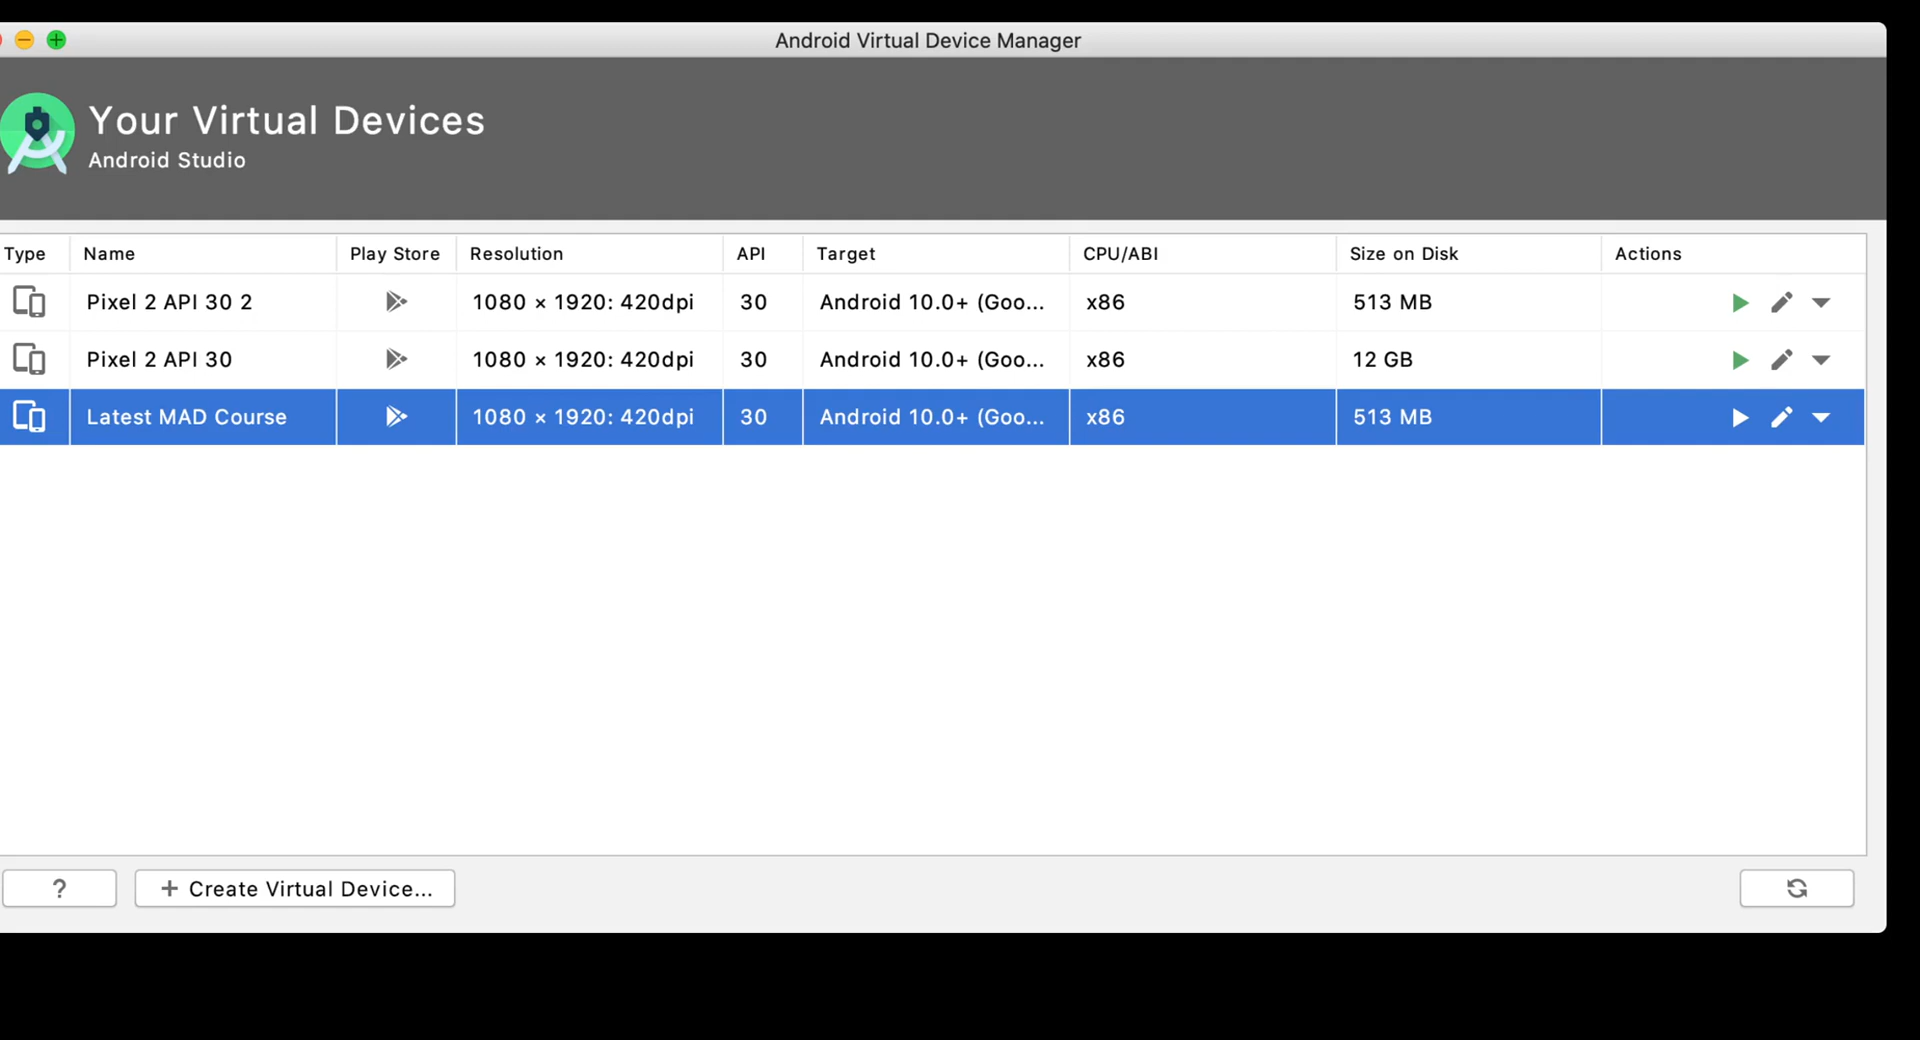 Android Virtual Device Manager
Your Virtual Devices
Android Studio
Type Name Play Store Resolution API Target CPU/ABI Size on Disk Actions
Pixel 2 API 30 2 1080 × 1920: 420dpi 30 Android 10.0+ (Goo... x86 513 MB
Pixel 2 API 30 1080 × 1920: 420dpi 30 Android 10.0+ (Goo... x86 12 GB
Latest MAD Course 1080 × 1920: 420dpi 30 Android 10.0+ (Goo... x86 513 MB
? + Create Virtual Device...